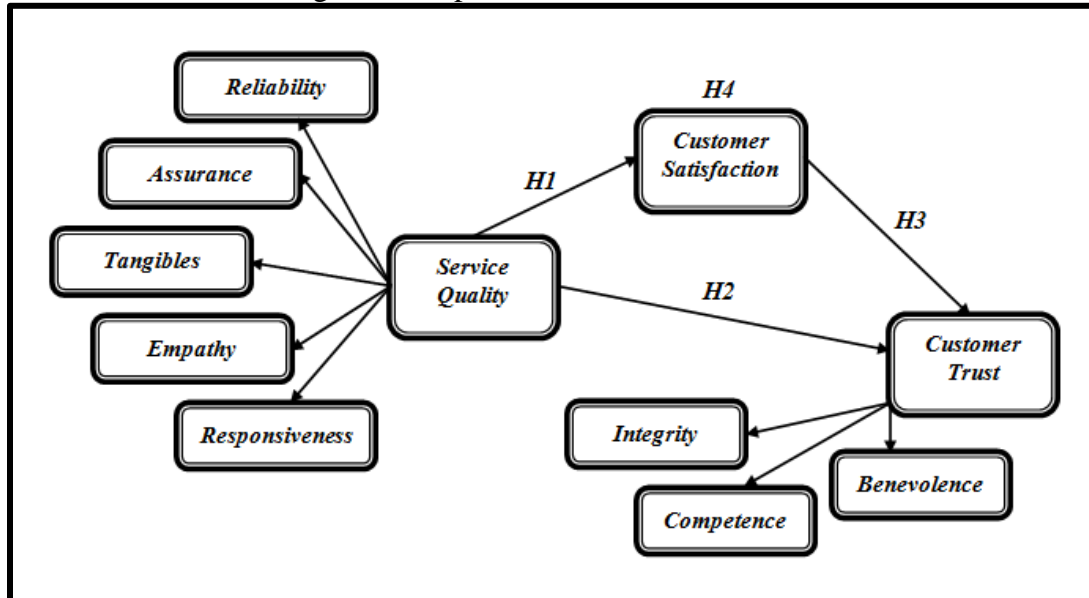 Reliability
Assurance
Tangibles
Empathy
Responsiveness
Service
Quality
H1
H4
Customer
Satisfaction
H3
H2
Customer
Trust
Integrity
Competence
Benevolence